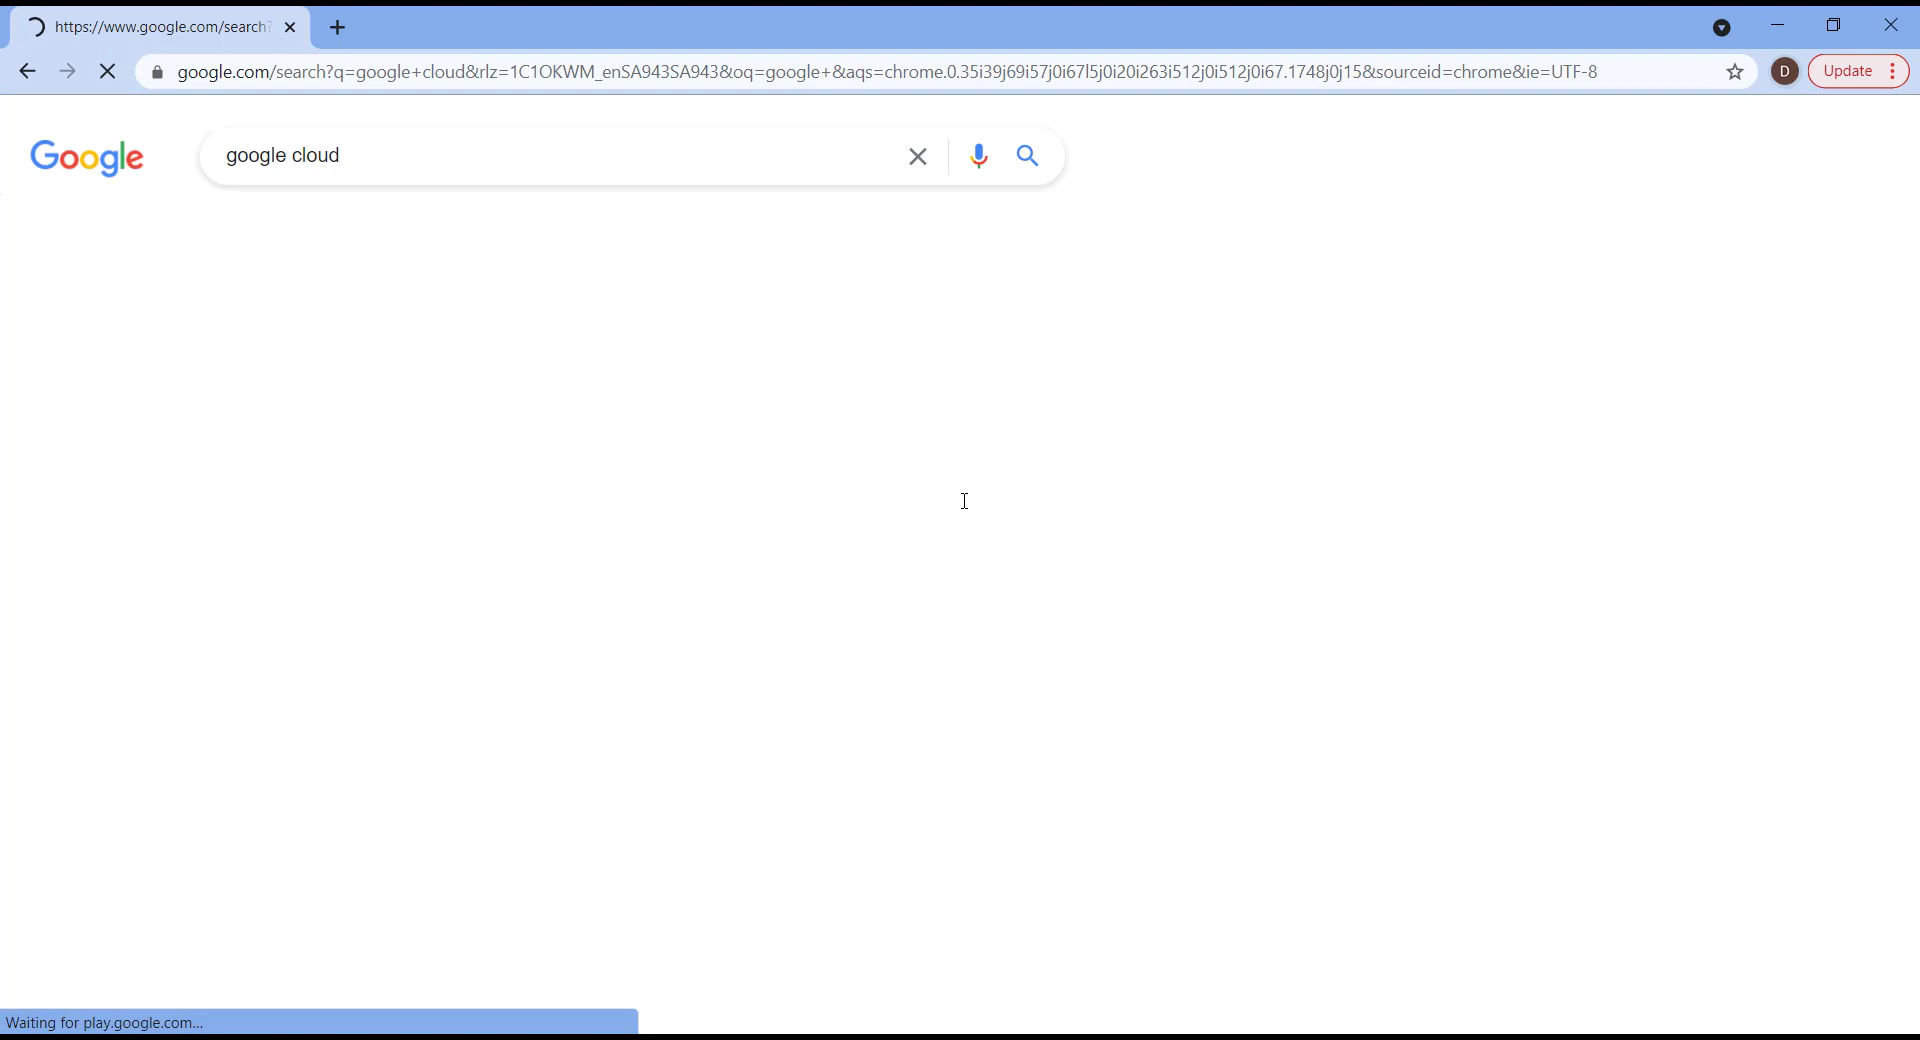 https://www.google.com/search?
google.com/search?q=google+cloud&rlz=1C1OKWM_enSA943SA943&oq=google+&aqs=chrome.0.35i39j69i57j0i67l5j0i20i263i512j0i512j0i67.1748j0j15&sourceid=chrome&ie=UTF-8
D
Update
Google
google cloud
Waiting for play.google.com...